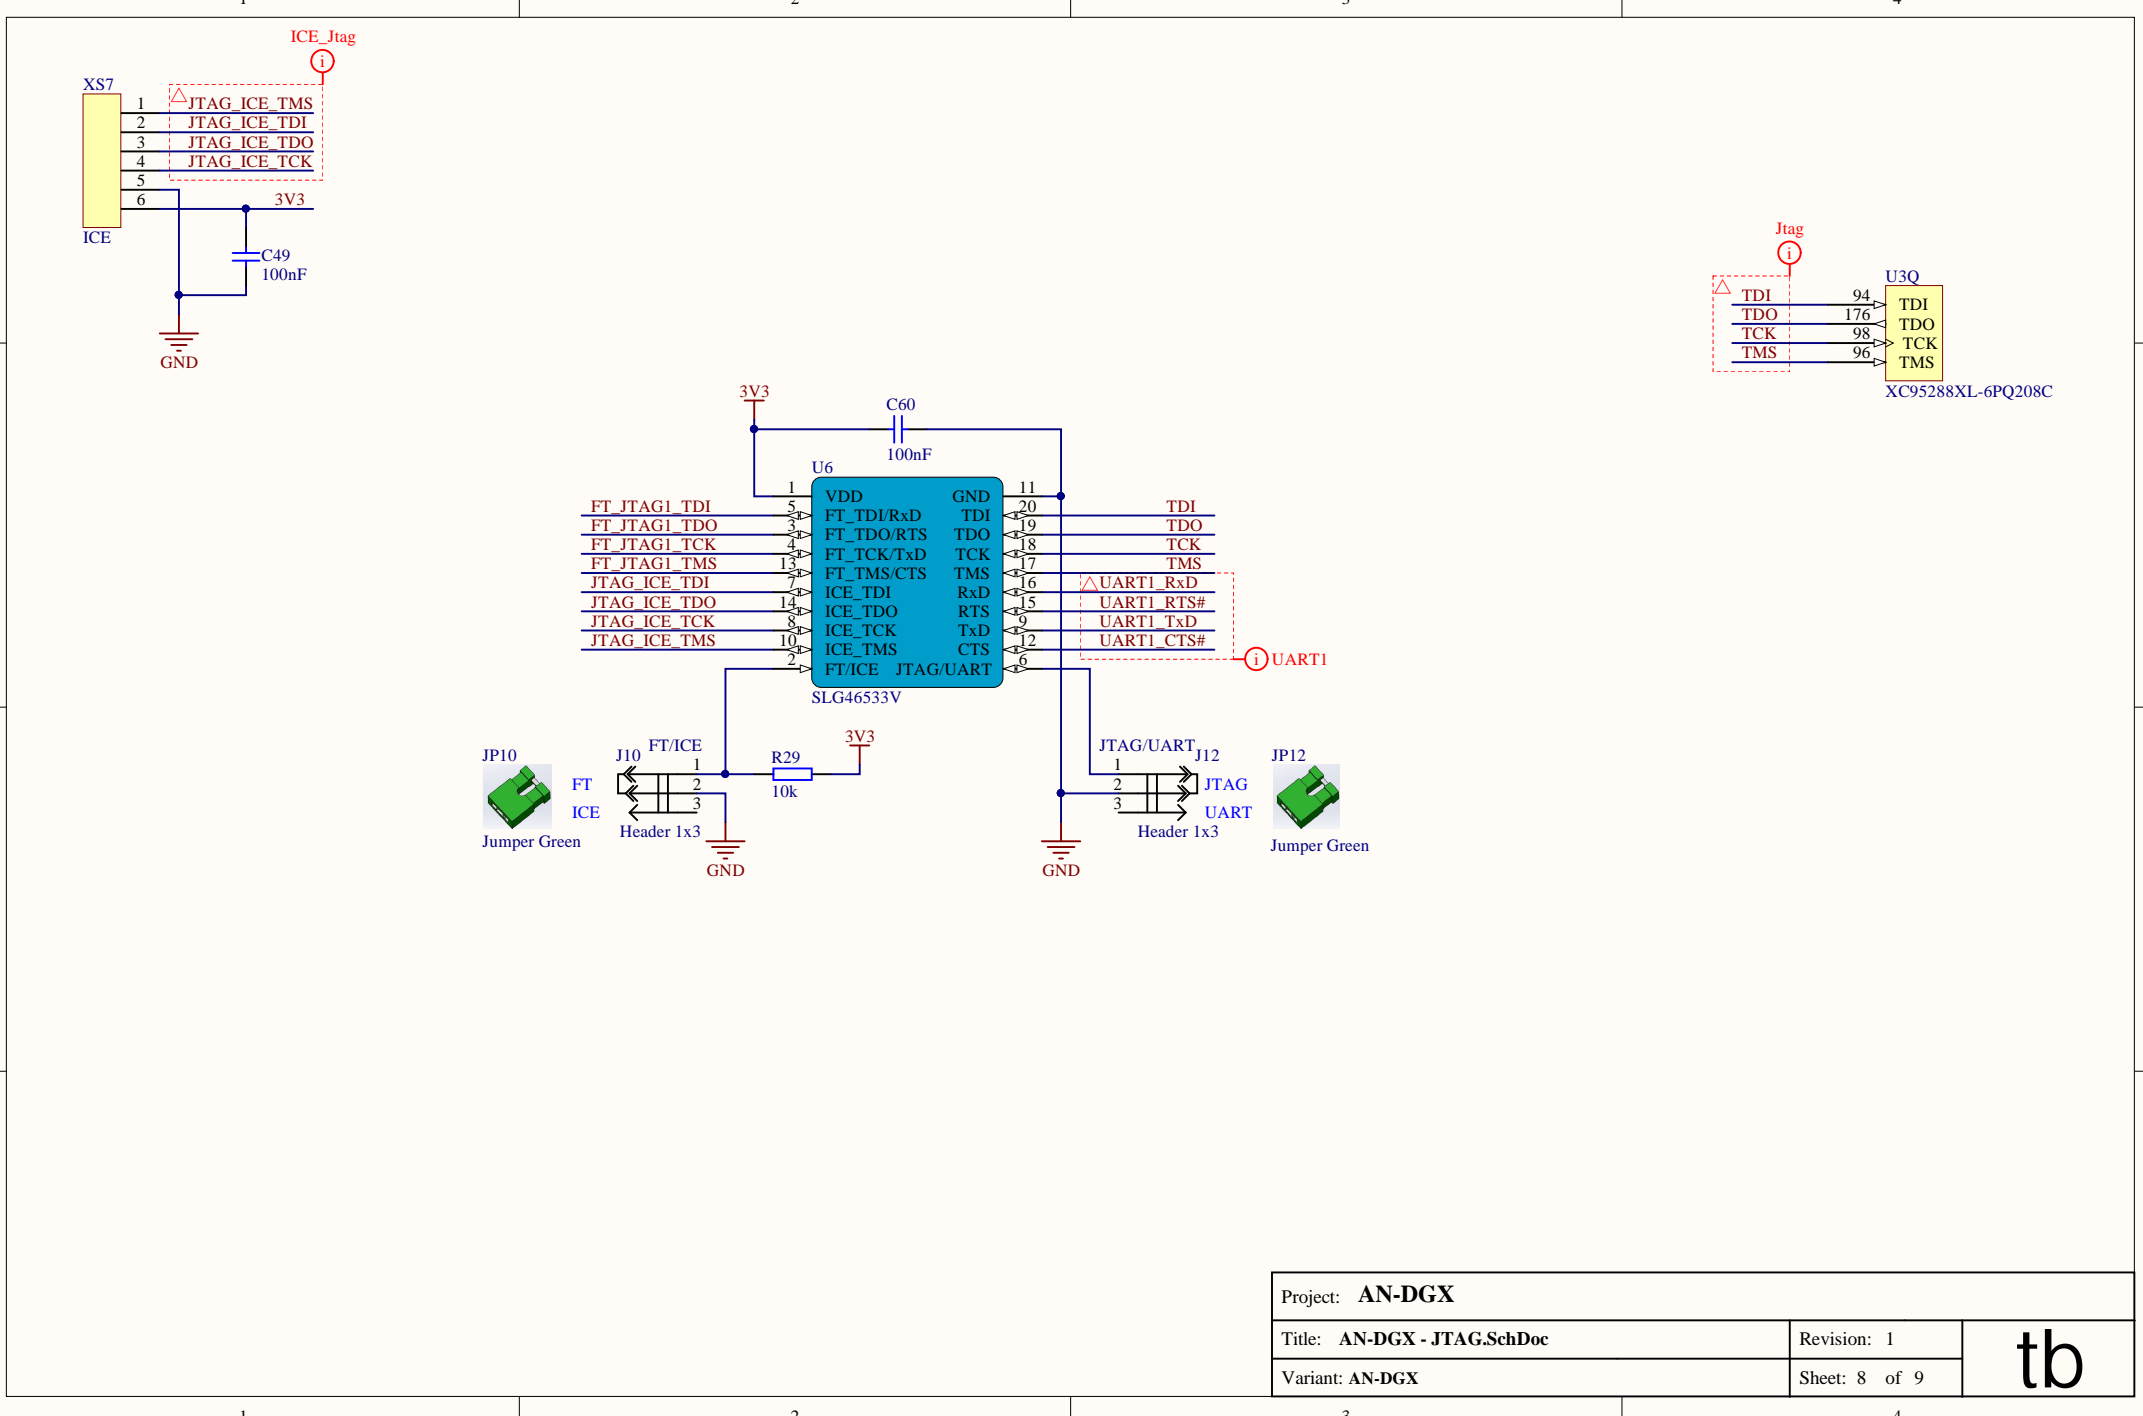 1 2 3 4
ICE_Jtag
i
XS7
1 JTAG_ICE_TMS
2 JTAG_ICE_TDI
3 JTAG_ICE_TDO
4 JTAG_ICE_TCK
5
6 3V3
ICE
C49
100nF
GND
Jtag
i
U3Q
TDI 94 TDI
TDO 176 TDO
TCK 98 TCK
TMS 96 TMS
XC95288XL-6PQ208C
3V3
C60
100nF
U6
1 VDD GND 11
FT_JTAG1_TDI 5 FT_TDI/RxD TDI 20 TDI
FT_JTAG1_TDO 3 FT_TDO/RTS TDO 19 TDO
FT_JTAG1_TCK 4 FT_TCK/TxD TCK 18 TCK
FT_JTAG1_TMS 13 FT_TMS/CTS TMS 17 TMS
JTAG_ICE_TDI 7 ICE_TDI RxD 16 UART1_RxD
JTAG_ICE_TDO 14 ICE_TDO RTS 15 UART1_RTS#
JTAG_ICE_TCK 8 ICE_TCK TxD 9 UART1_TxD
JTAG_ICE_TMS 10 ICE_TMS CTS 12 UART1_CTS#
2 FT/ICE JTAG/UART 6
i UART1
SLG46533V
JP10
Jumper Green
FT
ICE
J10 FT/ICE
1
2
3
Header 1x3
R29
10k
3V3
GND
JTAG/UART
J12
1
2
3
JTAG
UART
Header 1x3
GND
JP12
Jumper Green
Project: AN-DGX
Title: AN-DGX - JTAG.SchDoc Revision: 1
Variant: AN-DGX Sheet: 8 of 9
tb
1 2 3 4